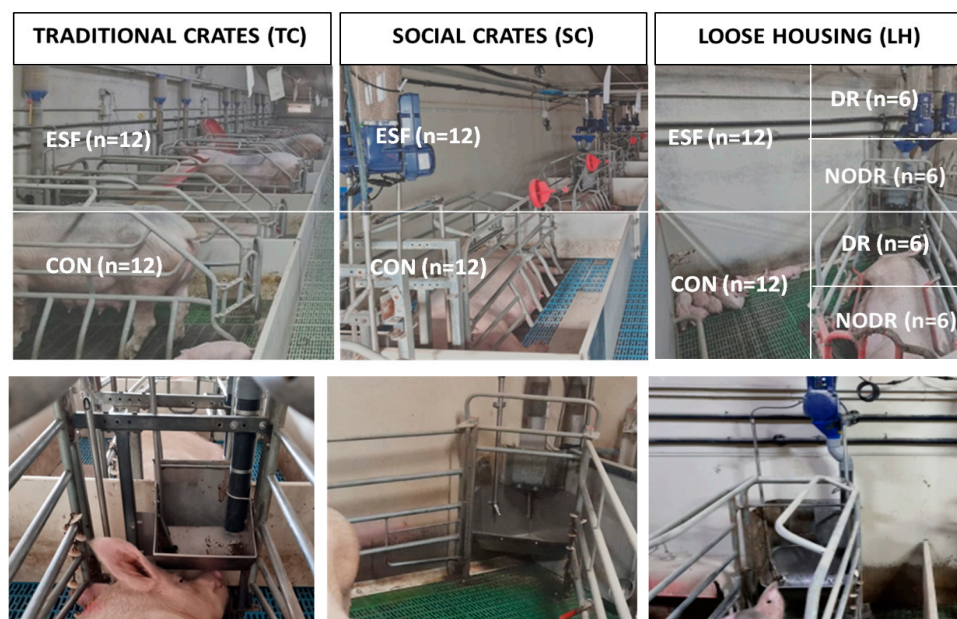 TRADITIONAL CRATES (TC)
SOCIAL CRATES (SC)
LOOSE HOUSING (LH)
ESF (n=12)
CON (n=12)
ESF (n=12)
CON (n=12)
ESF (n=12)
DR (n=6)
NODR (n=6)
CON (n=12)
DR (n=6)
NODR (n=6)